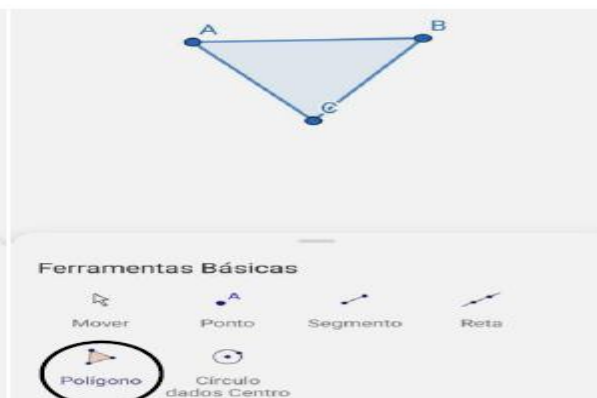 A
B
C
Ferramentas Básicas
A
Mover
Ponto
Segmento
Reta
Polígono
Círculo
dados Centro